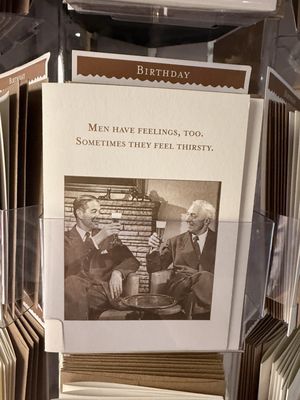 BIRTHDAY
MEN HAVE FEELINGS, TOO.
SOMETIMES THEY FEEL THIRSTY.